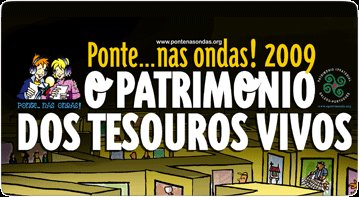 www.pontenasondas.org
Ponte...nas ondas! 2009
PONTE..NAS ONDAS!
O PATRIMONIO
DOS TESOUROS VIVOS